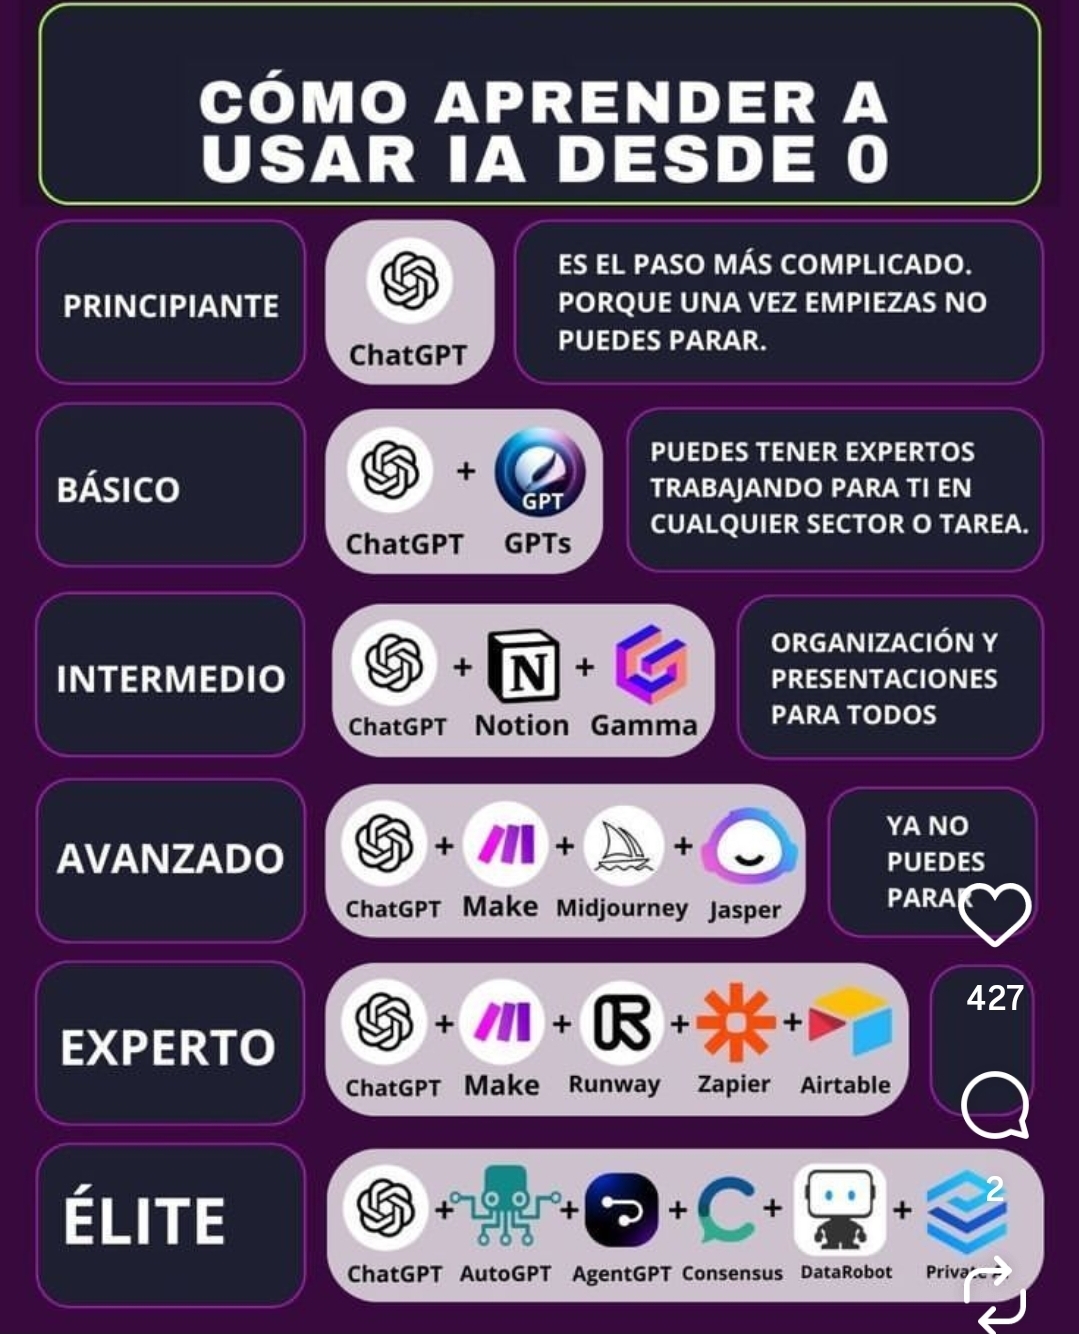 CÓMO APRENDER A
USAR IA DESDE 0
PRINCIPIANTE
ChatGPT
ES EL PASO MÁS COMPLICADO.
PORQUE UNA VEZ EMPIEZAS NO
PUEDES PARAR.
BÁSICO
+
GPT
ChatGPT GPTs
PUEDES TENER EXPERTOS
TRABAJANDO PARA TI EN
CUALQUIER SECTOR O TAREA.
INTERMEDIO
+ N +
ChatGPT Notion Gamma
ORGANIZACIÓN Y
PRESENTACIONES
PARA TODOS
AVANZADO
+ + +
ChatGPT Make Midjourney Jasper
YA NO
PUEDES
PARAR
EXPERTO
+ + + +
ChatGPT Make Runway Zapier Airtable
427
ÉLITE
+ + + + +
2
ChatGPT AutoGPT AgentGPT Consensus DataRobot